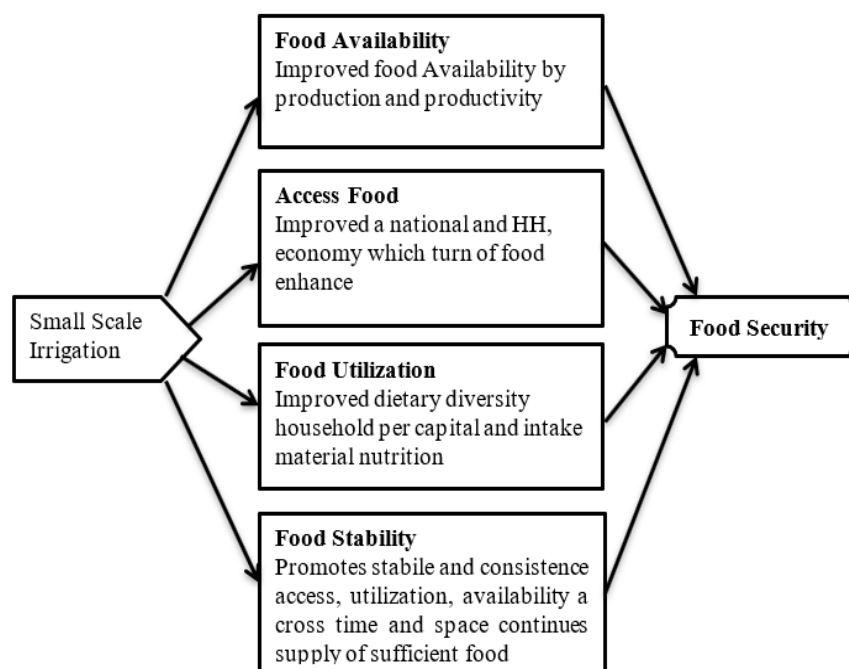 Food Availability
Improved food Availability by
production and productivity
Access Food
Improved a national and HH,
economy which turn of food
enhance
Small Scale
Irrigation
Food Security
Food Utilization
Improved dietary diversity
household per capital and intake
material nutrition
Food Stability
Promotes stabile and consistence
access, utilization, availability a
cross time and space continues
supply of sufficient food